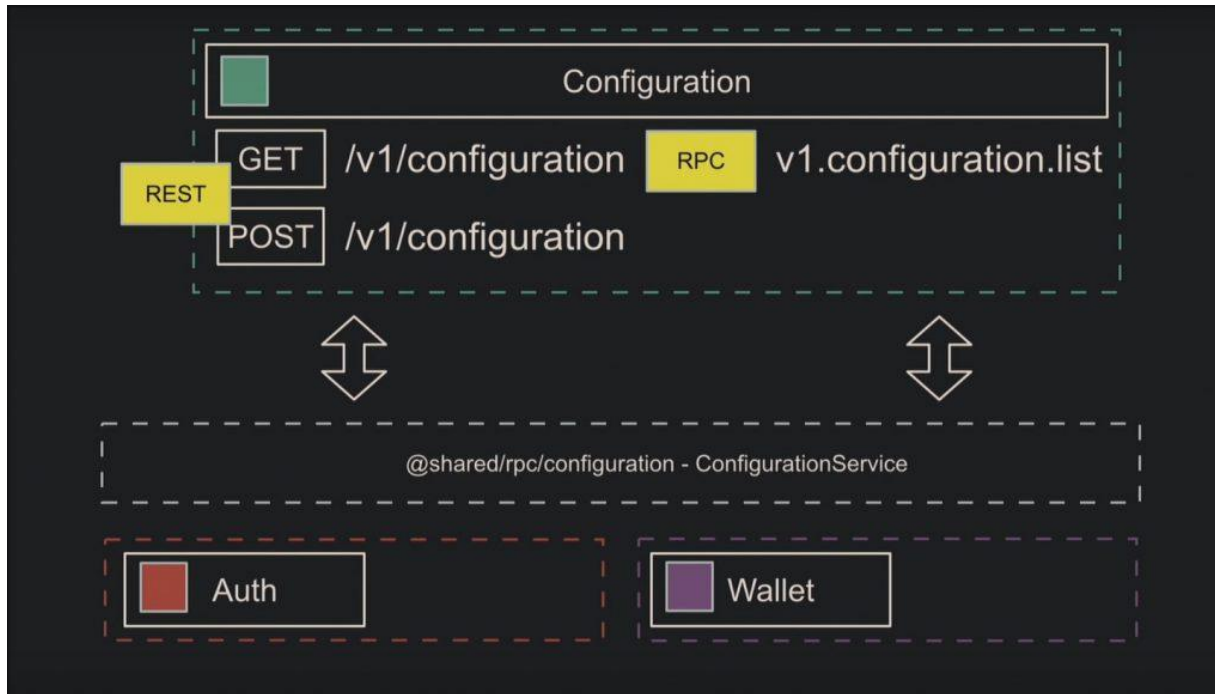 Configuration
GET /v1/configuration RPC v1.configuration.list
REST
POST /v1/configuration
@shared/rpc/configuration - ConfigurationService
Auth
Wallet